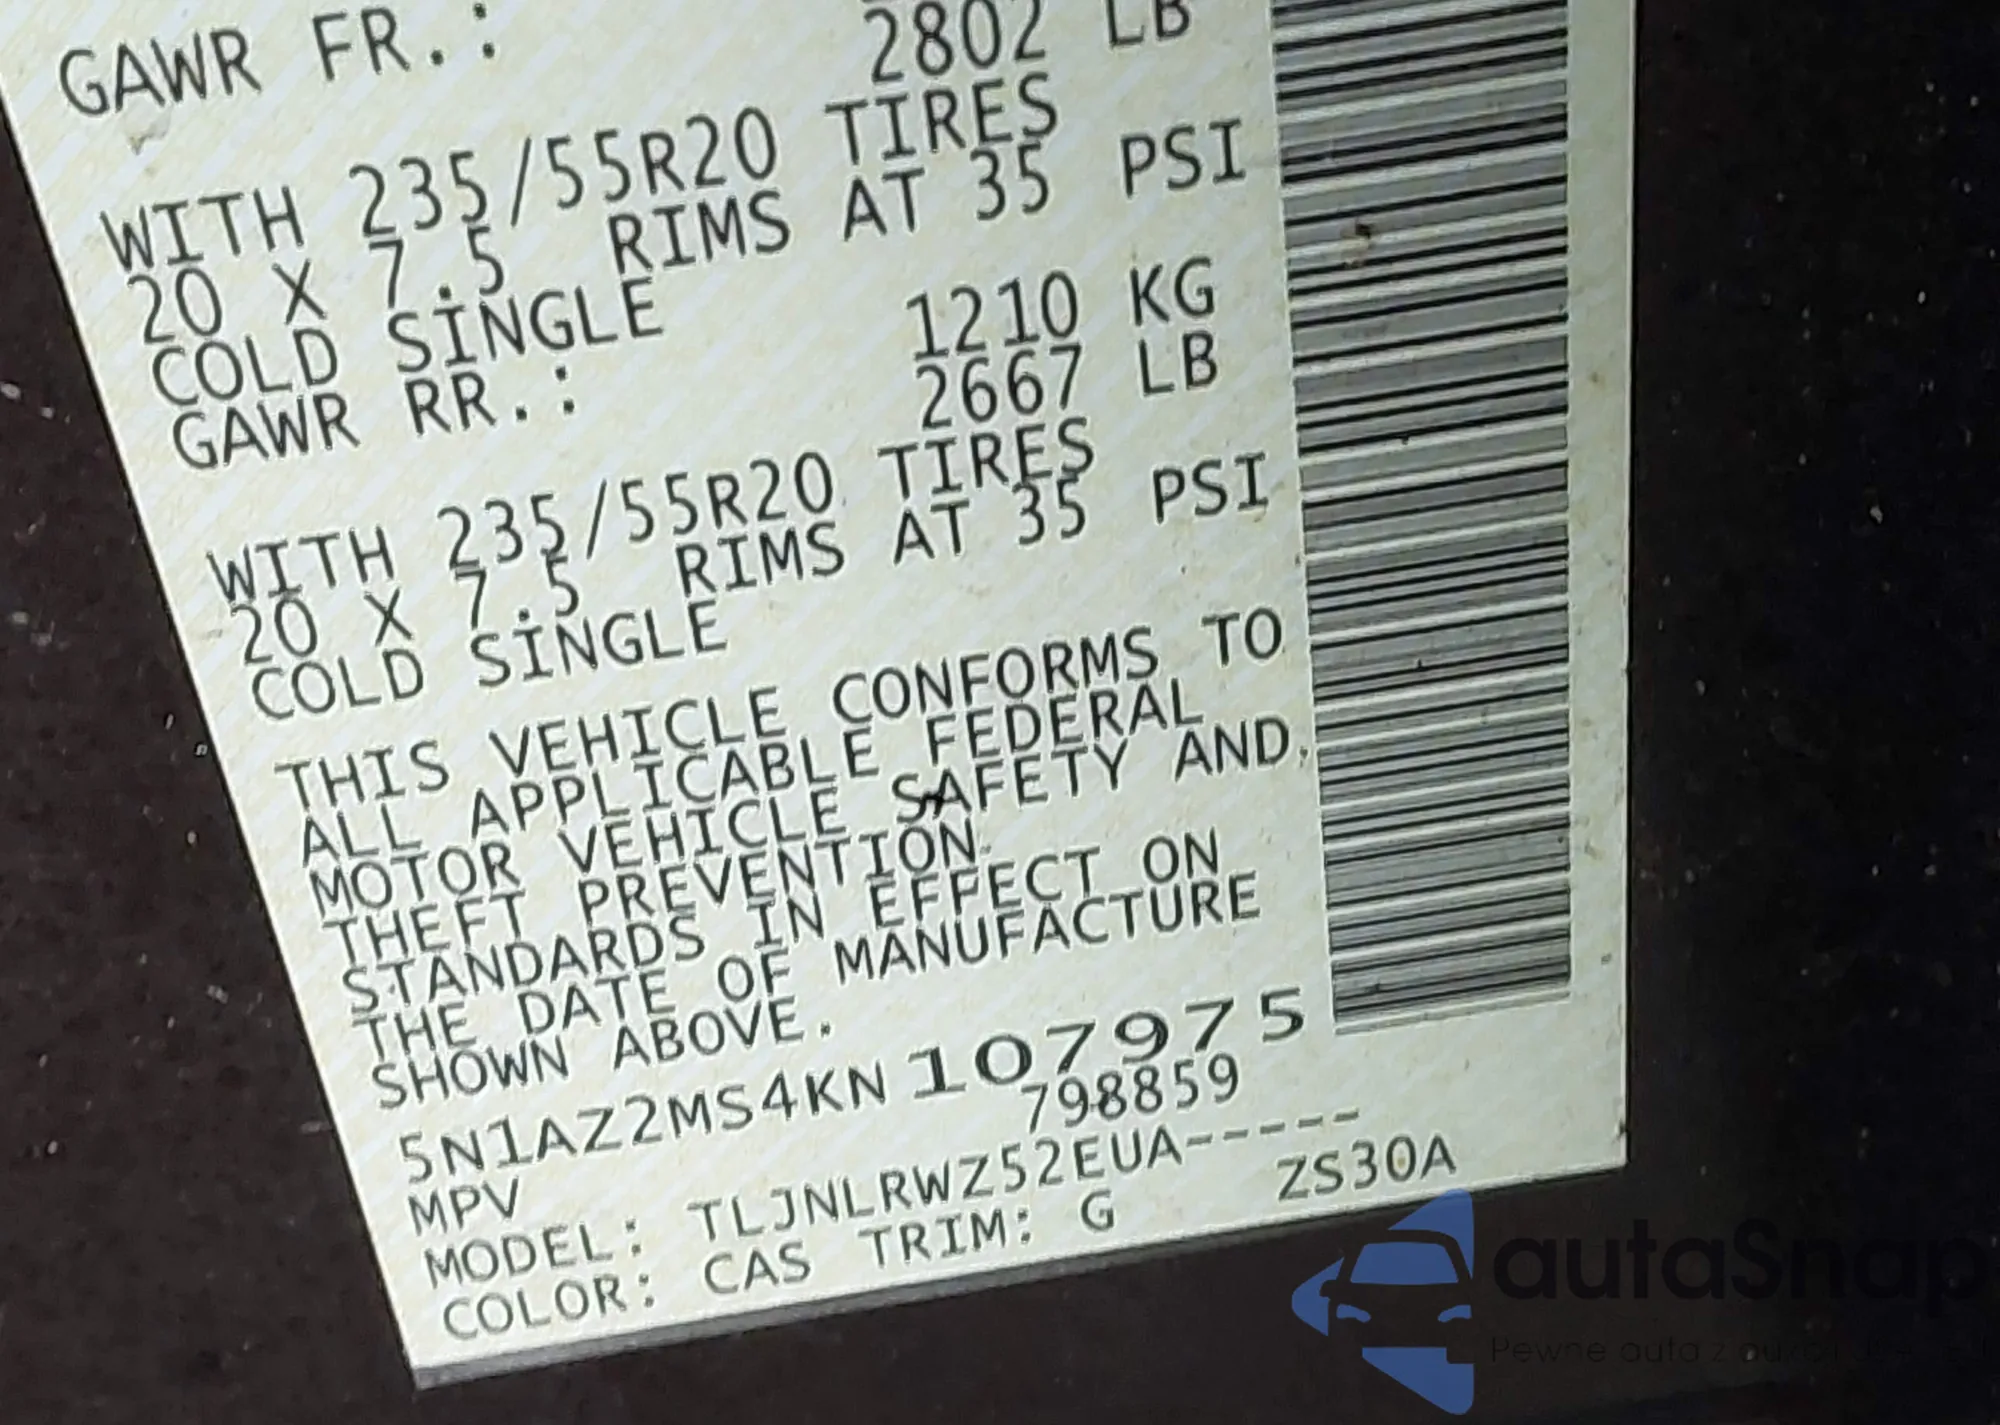 GAWR FR.:
2802 LB
WITH 235/55R20 TIRES
20 X 7.5 RIMS AT 35 PSI
COLD SINGLE
GAWR RR.: 1210 KG
2667 LB
WITH 235/55R20 TIRES
20 X 7.5 RIMS AT 35 PSI
COLD SINGLE
THIS VEHICLE CONFORMS TO
ALL APPLICABLE FEDERAL
MOTOR VEHICLE SAFETY AND
THEFT PREVENTION
STANDARDS IN EFFECT ON
THE DATE OF MANUFACTURE
SHOWN ABOVE.
5N1AZ2MS4KN107975
MPV 798859
MODEL: TLJNLRWZ52EUA-----
COLOR: CAS TRIM: G ZS30A
autaSnap
Pewne auta z